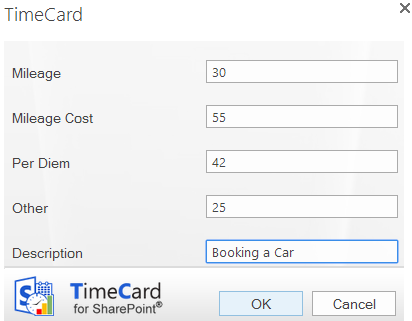 TimeCard
Mileage 30
Mileage Cost 55
Per Diem 42
Other 25
Description Booking a Car
S
TimeCard
for SharePoint®
OK Cancel